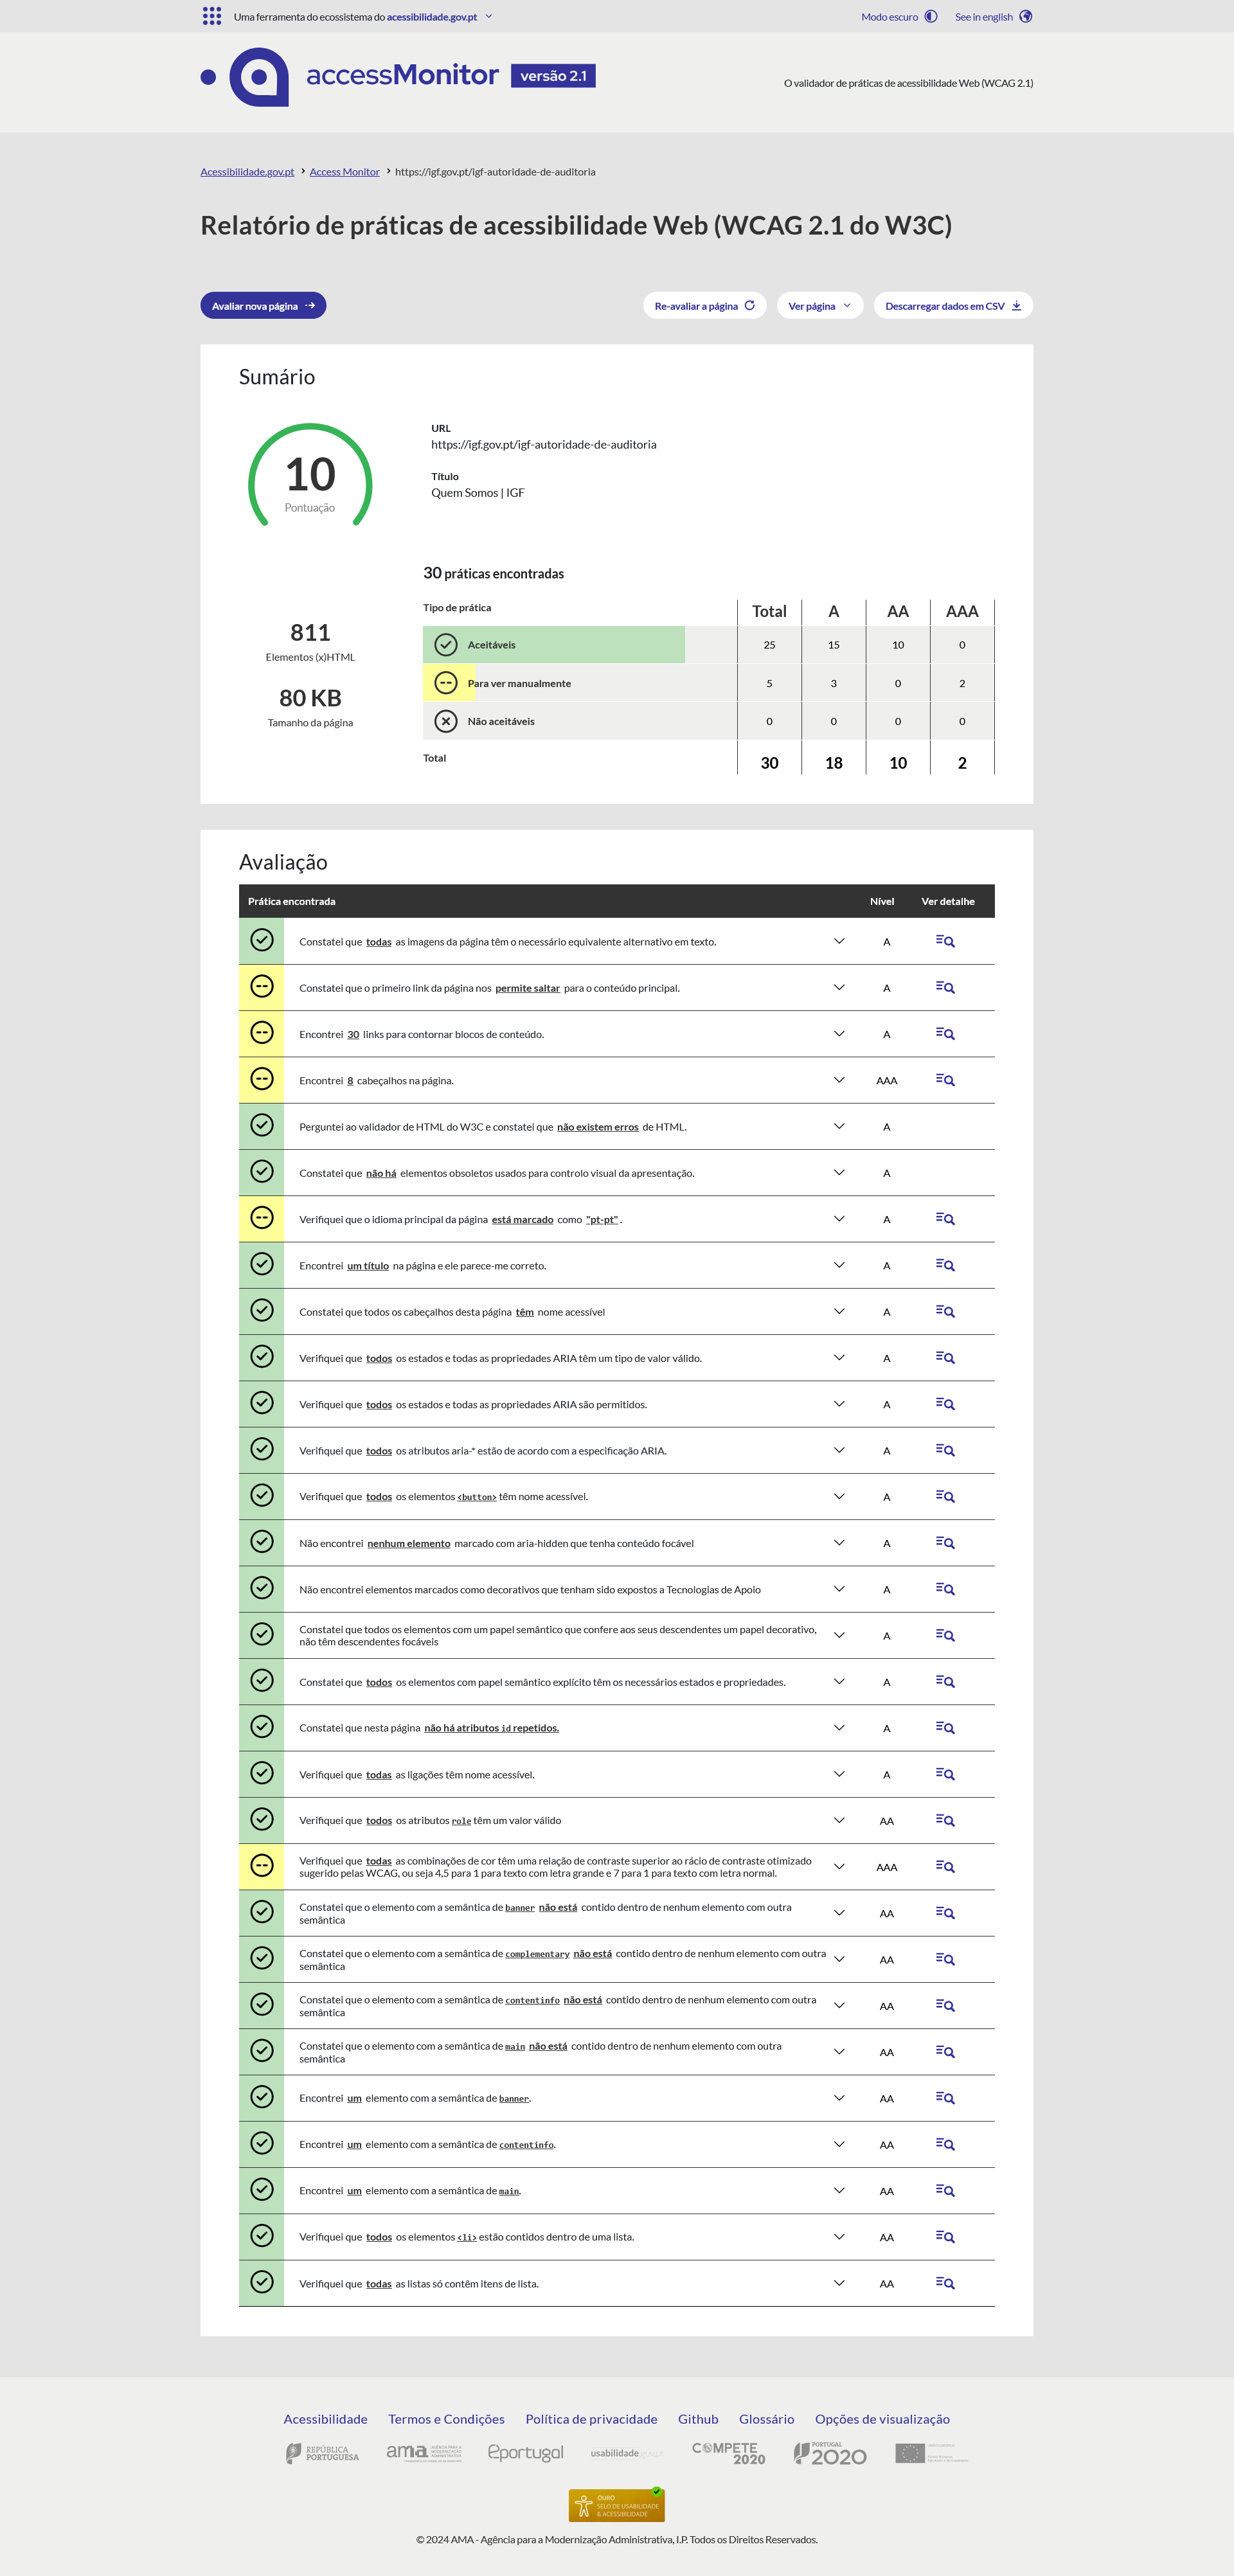 Uma ferramenta do ecossistema do acessibilidade.gov.pt
Modo escuro
See in english
accessMonitor versão 2.1
O validador de práticas de acessibilidade Web (WCAG 2.1)
Acessibilidade.gov.pt › Access Monitor › https://igf.gov.pt/igf-autoridade-de-auditoria
Relatório de práticas de acessibilidade Web (WCAG 2.1 do W3C)
Avaliar nova página
Re-avaliar a página
Ver página
Descarregar dados em CSV
Sumário
10
Pontuação
URL
https://igf.gov.pt/igf-autoridade-de-auditoria
Título
Quem Somos | IGF
811
Elementos (x)HTML
80 KB
Tamanho da página
30 práticas encontradas
Tipo de prática Total A AA AAA
Aceitáveis 25 15 10 0
Para ver manualmente 5 3 0 2
Não aceitáveis 0 0 0 0
Total 30 18 10 2
Avaliação
Prática encontrada Nível Ver detalhe
Constatei que todas as imagens da página têm o necessário equivalente alternativo em texto. A
Constatei que o primeiro link da página nos permite saltar para o conteúdo principal. A
Encontrei 30 links para contornar blocos de conteúdo. A
Encontrei 8 cabeçalhos na página. AAA
Perguntei ao validador de HTML do W3C e constatei que não existem erros de HTML. A
Constatei que não há elementos obsoletos usados para controlo visual da apresentação. A
Verifiquei que o idioma principal da página está marcado como "pt-pt" . A
Encontrei um título na página e ele parece-me correto. A
Constatei que todos os cabeçalhos desta página têm nome acessível A
Verifiquei que todos os estados e todas as propriedades ARIA têm um tipo de valor válido. A
Verifiquei que todos os estados e todas as propriedades ARIA são permitidos. A
Verifiquei que todos os atributos aria-* estão de acordo com a especificação ARIA. A
Verifiquei que todos os elementos <button> têm nome acessível. A
Não encontrei nenhum elemento marcado com aria-hidden que tenha conteúdo focável A
Não encontrei elementos marcados como decorativos que tenham sido expostos a Tecnologias de Apoio A
Constatei que todos os elementos com um papel semântico que confere aos seus descendentes um papel decorativo,
não têm descendentes focáveis A
Constatei que todos os elementos com papel semântico explícito têm os necessários estados e propriedades. A
Constatei que nesta página não há atributos id repetidos. A
Verifiquei que todas as ligações têm nome acessível. A
Verifiquei que todos os atributos role têm um valor válido AA
Verifiquei que todas as combinações de cor têm uma relação de contraste superior ao rácio de contraste otimizado
sugerido pelas WCAG, ou seja 4,5 para 1 para texto com letra grande e 7 para 1 para texto com letra normal. AAA
Constatei que o elemento com a semântica de banner não está contido dentro de nenhum elemento com outra
semântica AA
Constatei que o elemento com a semântica de complementary não está contido dentro de nenhum elemento com outra
semântica AA
Constatei que o elemento com a semântica de contentinfo não está contido dentro de nenhum elemento com outra
semântica AA
Constatei que o elemento com a semântica de main não está contido dentro de nenhum elemento com outra
semântica AA
Encontrei um elemento com a semântica de banner. AA
Encontrei um elemento com a semântica de contentinfo. AA
Encontrei um elemento com a semântica de main. AA
Verifiquei que todos os elementos <li> estão contidos dentro de uma lista. AA
Verifiquei que todas as listas só contêm itens de lista. AA
Acessibilidade Termos e Condições Política de privacidade Github Glossário Opções de visualização
REPÚBLICA
PORTUGUESA
ama
AGÊNCIA PARA A
MODERNIZAÇÃO
ADMINISTRATIVA
eportugal
usabilidade.gov.pt
COMPETE
2020
PORTUGAL
2020
OURO
SELO DE USABILIDADE
& ACESSIBILIDADE
© 2024 AMA - Agência para a Modernização Administrativa, I.P. Todos os Direitos Reservados.